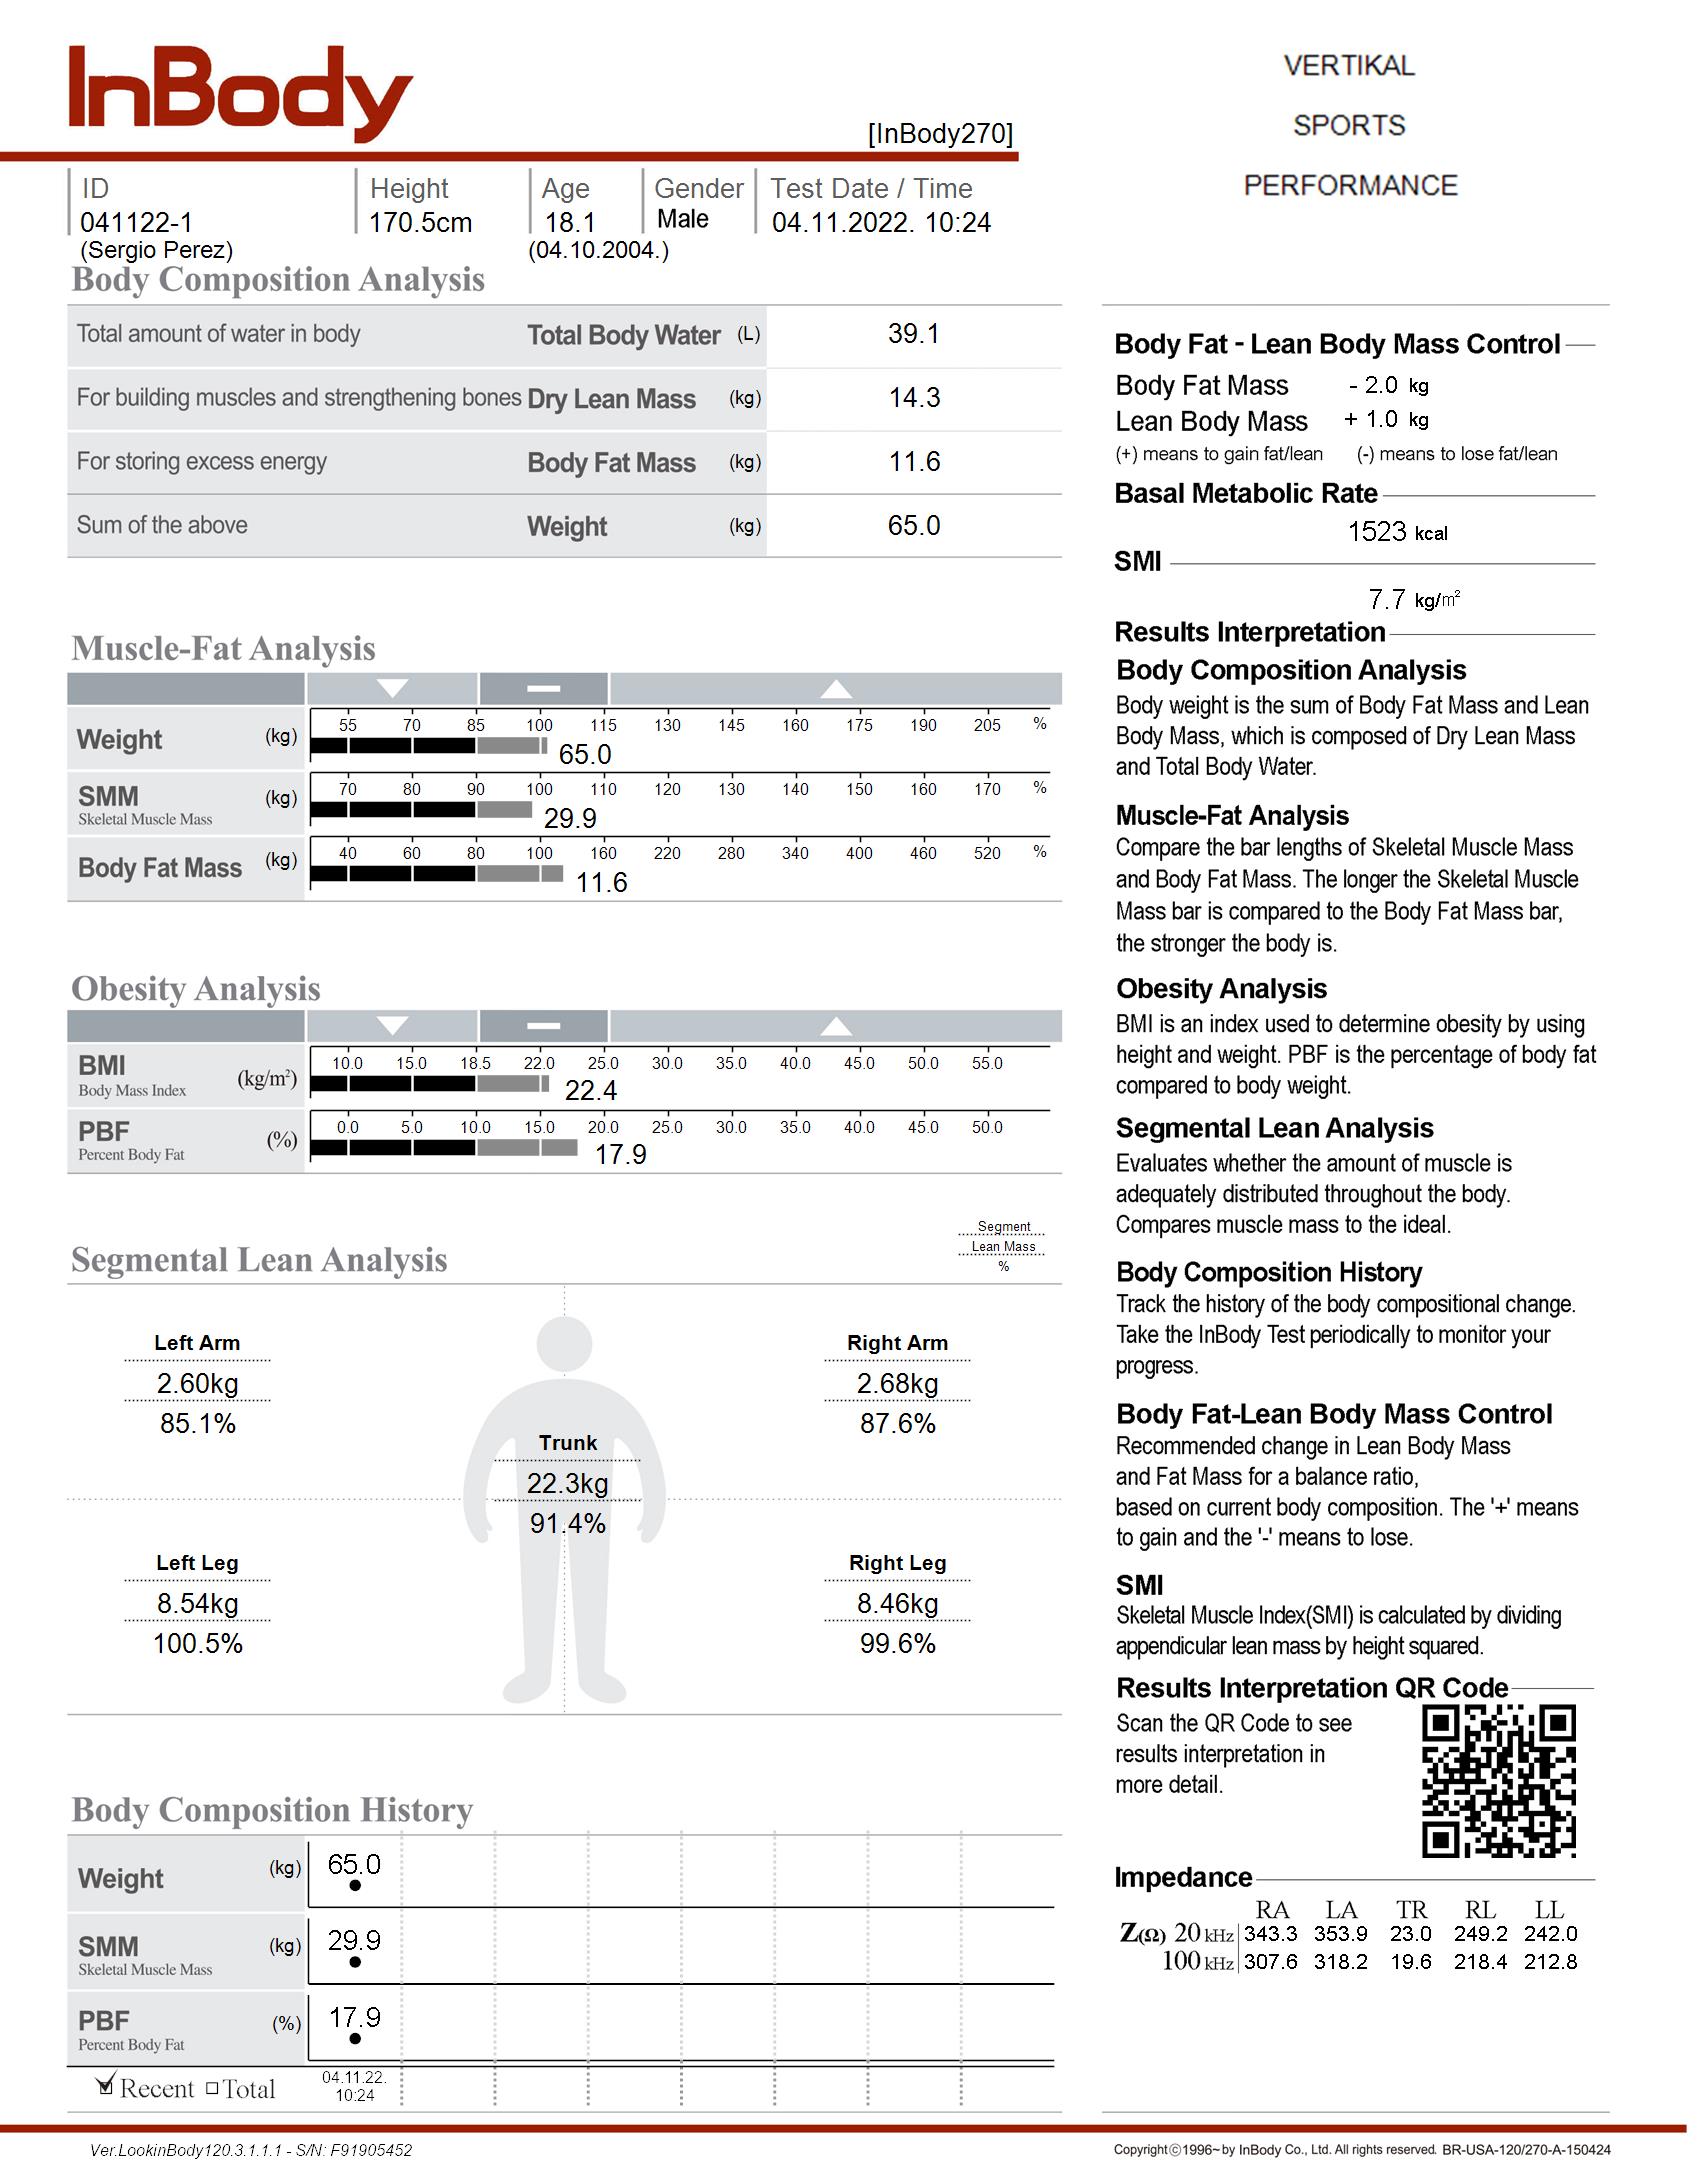 InBody
[InBody270]
VERTIKAL
SPORTS
PERFORMANCE
ID Height Age Gender Test Date / Time
041122-1 170.5cm 18.1 Male 04.11.2022. 10:24
(Sergio Perez) (04.10.2004.)
Body Composition Analysis
Total amount of water in body Total Body Water (L) 39.1
For building muscles and strengthening bones Dry Lean Mass (kg) 14.3
For storing excess energy Body Fat Mass (kg) 11.6
Sum of the above Weight (kg) 65.0
Muscle-Fat Analysis
Weight (kg) 55 70 85 100 115 130 145 160 175 190 205 %
65.0
SMM (kg) 70 80 90 100 110 120 130 140 150 160 170 %
Skeletal Muscle Mass 29.9
Body Fat Mass (kg) 40 60 80 100 160 220 280 340 400 460 520 %
11.6
Obesity Analysis
BMI (kg/m²) 10.0 15.0 18.5 22.0 25.0 30.0 35.0 40.0 45.0 50.0 55.0
Body Mass Index 22.4
PBF (%) 0.0 5.0 10.0 15.0 20.0 25.0 30.0 35.0 40.0 45.0 50.0
Percent Body Fat 17.9
Segmental Lean Analysis
Segment
Lean Mass
%
Left Arm
2.60kg
85.1%
Right Arm
2.68kg
87.6%
Trunk
22.3kg
91.4%
Left Leg
8.54kg
100.5%
Right Leg
8.46kg
99.6%
Body Composition History
Weight (kg) 65.0
SMM (kg) 29.9
Skeletal Muscle Mass
PBF (%) 17.9
Percent Body Fat
Recent Total 04.11.22.
10:24
Body Fat - Lean Body Mass Control
Body Fat Mass - 2.0 kg
Lean Body Mass + 1.0 kg
(+) means to gain fat/lean (-) means to lose fat/lean
Basal Metabolic Rate
1523 kcal
SMI
7.7 kg/m²
Results Interpretation
Body Composition Analysis
Body weight is the sum of Body Fat Mass and Lean
Body Mass, which is composed of Dry Lean Mass
and Total Body Water.
Muscle-Fat Analysis
Compare the bar lengths of Skeletal Muscle Mass
and Body Fat Mass. The longer the Skeletal Muscle
Mass bar is compared to the Body Fat Mass bar,
the stronger the body is.
Obesity Analysis
BMI is an index used to determine obesity by using
height and weight. PBF is the percentage of body fat
compared to body weight.
Segmental Lean Analysis
Evaluates whether the amount of muscle is
adequately distributed throughout the body.
Compares muscle mass to the ideal.
Body Composition History
Track the history of the body compositional change.
Take the InBody Test periodically to monitor your
progress.
Body Fat-Lean Body Mass Control
Recommended change in Lean Body Mass
and Fat Mass for a balance ratio,
based on current body composition. The '+' means
to gain and the '-' means to lose.
SMI
Skeletal Muscle Index(SMI) is calculated by dividing
appendicular lean mass by height squared.
Results Interpretation QR Code
Scan the QR Code to see
results interpretation in
more detail.
Impedance
RA LA TR RL LL
Z(Ω) 20 kHz 343.3 353.9 23.0 249.2 242.0
100 kHz 307.6 318.2 19.6 218.4 212.8
Ver.LookinBody120.3.1.1.1 - S/N: F91905452
Copyright©1996~by InBody Co., Ltd. All rights reserved. BR-USA-120/270-A-150424